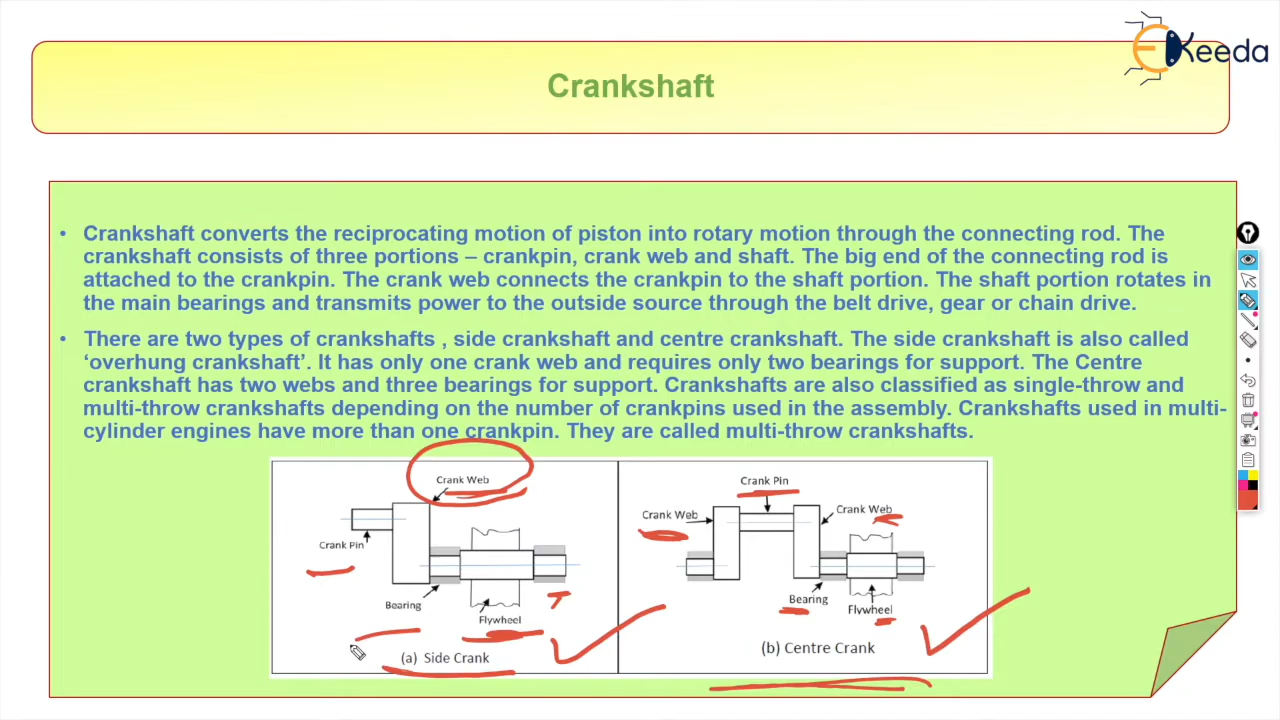 EKeeda
Crankshaft
• Crankshaft converts the reciprocating motion of piston into rotary motion through the connecting rod. The
crankshaft consists of three portions – crankpin, crank web and shaft. The big end of the connecting rod is
attached to the crankpin. The crank web connects the crankpin to the shaft portion. The shaft portion rotates in
the main bearings and transmits power to the outside source through the belt drive, gear or chain drive.
• There are two types of crankshafts , side crankshaft and centre crankshaft. The side crankshaft is also called
‘overhung crankshaft’. It has only one crank web and requires only two bearings for support. The Centre
crankshaft has two webs and three bearings for support. Crankshafts are also classified as single-throw and
multi-throw crankshafts depending on the number of crankpins used in the assembly. Crankshafts used in multi-
cylinder engines have more than one crankpin. They are called multi-throw crankshafts.
Crank Web
Crank Pin
Bearing
Flywheel
(a) Side Crank
Crank Pin
Crank Web
Crank Web
Bearing
Flywheel
(b) Centre Crank